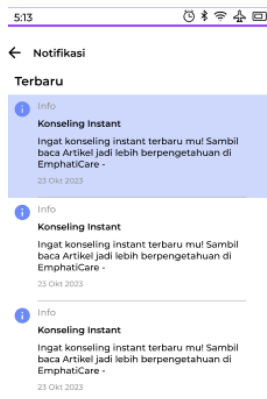 5:13
Notifikasi
Terbaru
Info
Konseling Instant
Ingat konseling instant terbaru mu! Sambil
baca Artikel jadi lebih berpengetahuan di
EmphatiCare -
23 Okt 2023
Info
Konseling Instant
Ingat konseling instant terbaru mu! Sambil
baca Artikel jadi lebih berpengetahuan di
EmphatiCare -
23 Okt 2023
Info
Konseling Instant
Ingat konseling instant terbaru mu! Sambil
baca Artikel jadi lebih berpengetahuan di
EmphatiCare -
23 Okt 2023